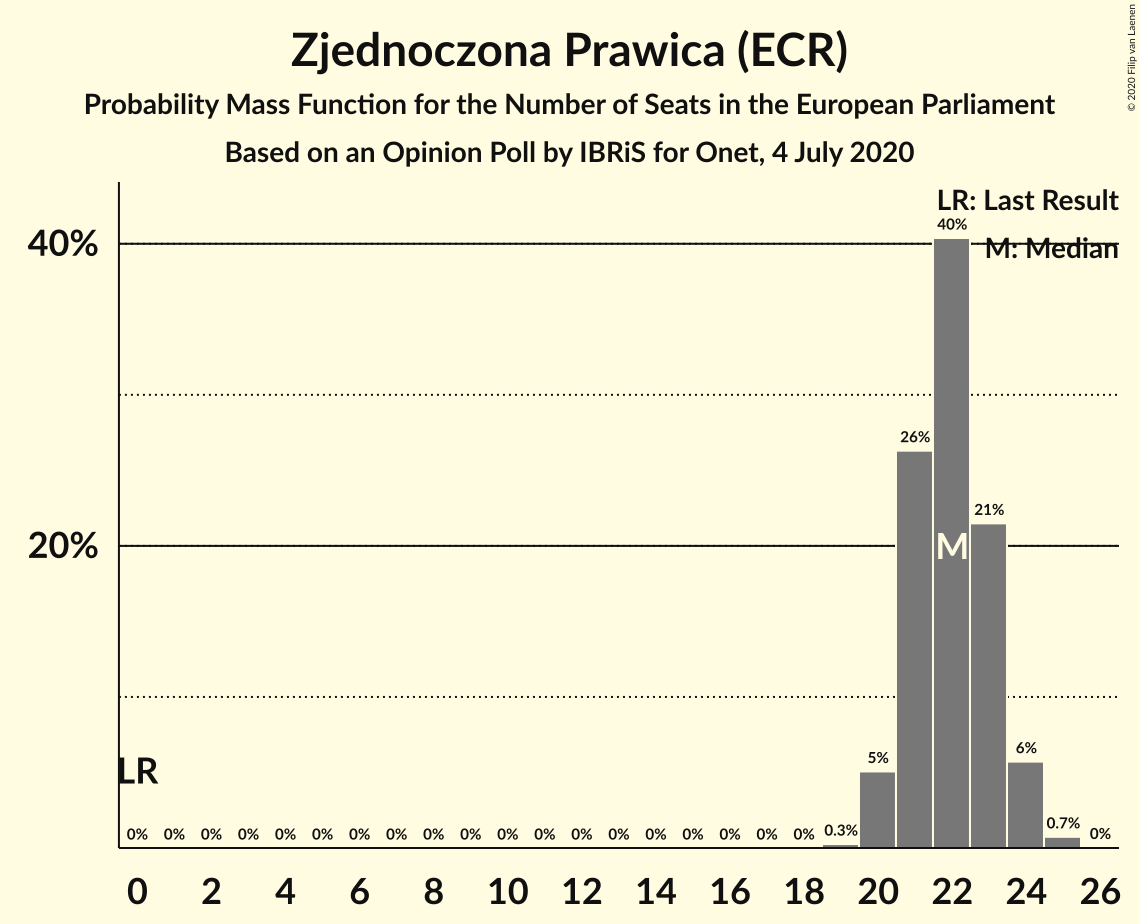 Zjednoczona Prawica (ECR)
Probability Mass Function for the Number of Seats in the European Parliament
Based on an Opinion Poll by IBRiS for Onet, 4 July 2020
© 2020 Filip van Laenen
LR: Last Result
M: Median
40%
20%
40%
26%
21%
M
5%
6%
LR
0% 0% 0% 0% 0% 0% 0% 0% 0% 0% 0% 0% 0% 0% 0% 0% 0% 0% 0% 0.3% 0.7% 0%
0 2 4 6 8 10 12 14 16 18 20 22 24 26